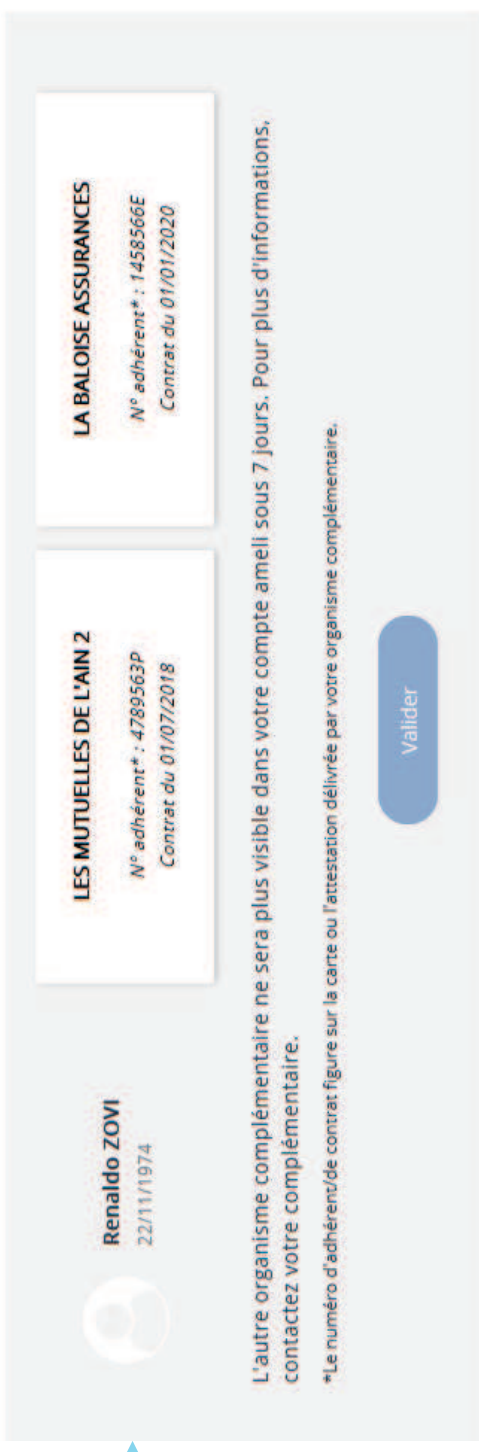 Renaldo ZOVI
22/11/1974
LES MUTUELLES DE L'AIN 2
N° adhérent* : 4789563P
Contrat du 01/07/2018
LA BALOISE ASSURANCES
N° adhérent* : 1458566E
Contrat du 01/01/2020
L'autre organisme complémentaire ne sera plus visible dans votre compte ameli sous 7 jours. Pour plus d'informations,
contactez votre complémentaire.
*Le numéro d'adhérent/de contrat figure sur la carte ou l'attestation délivrée par votre organisme complémentaire.
Valider